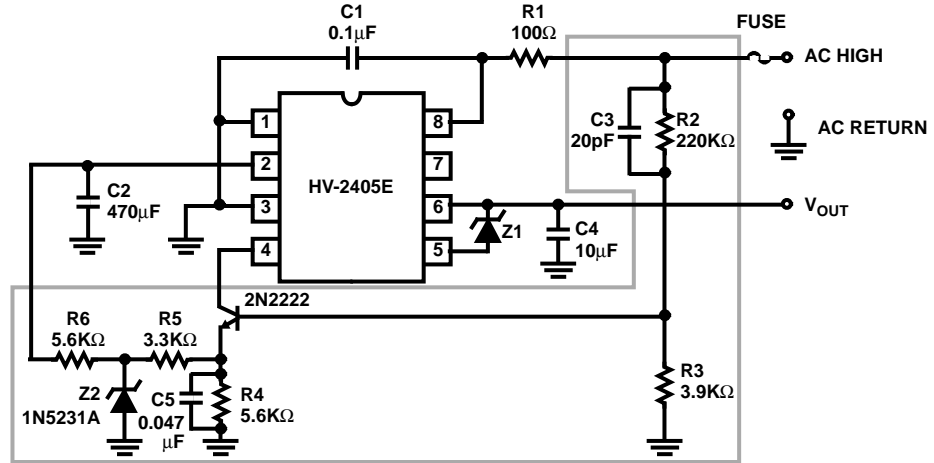 C1
0.1μF
R1
100Ω
FUSE
AC HIGH
C3
20pF
R2
220KΩ
AC RETURN
1
8
2
7
HV-2405E
C2
470μF
3
6
VOUT
Z1
C4
10μF
4
5
2N2222
R6
5.6KΩ
R5
3.3KΩ
R3
3.9KΩ
Z2
1N5231A
C5
0.047
μF
R4
5.6KΩ